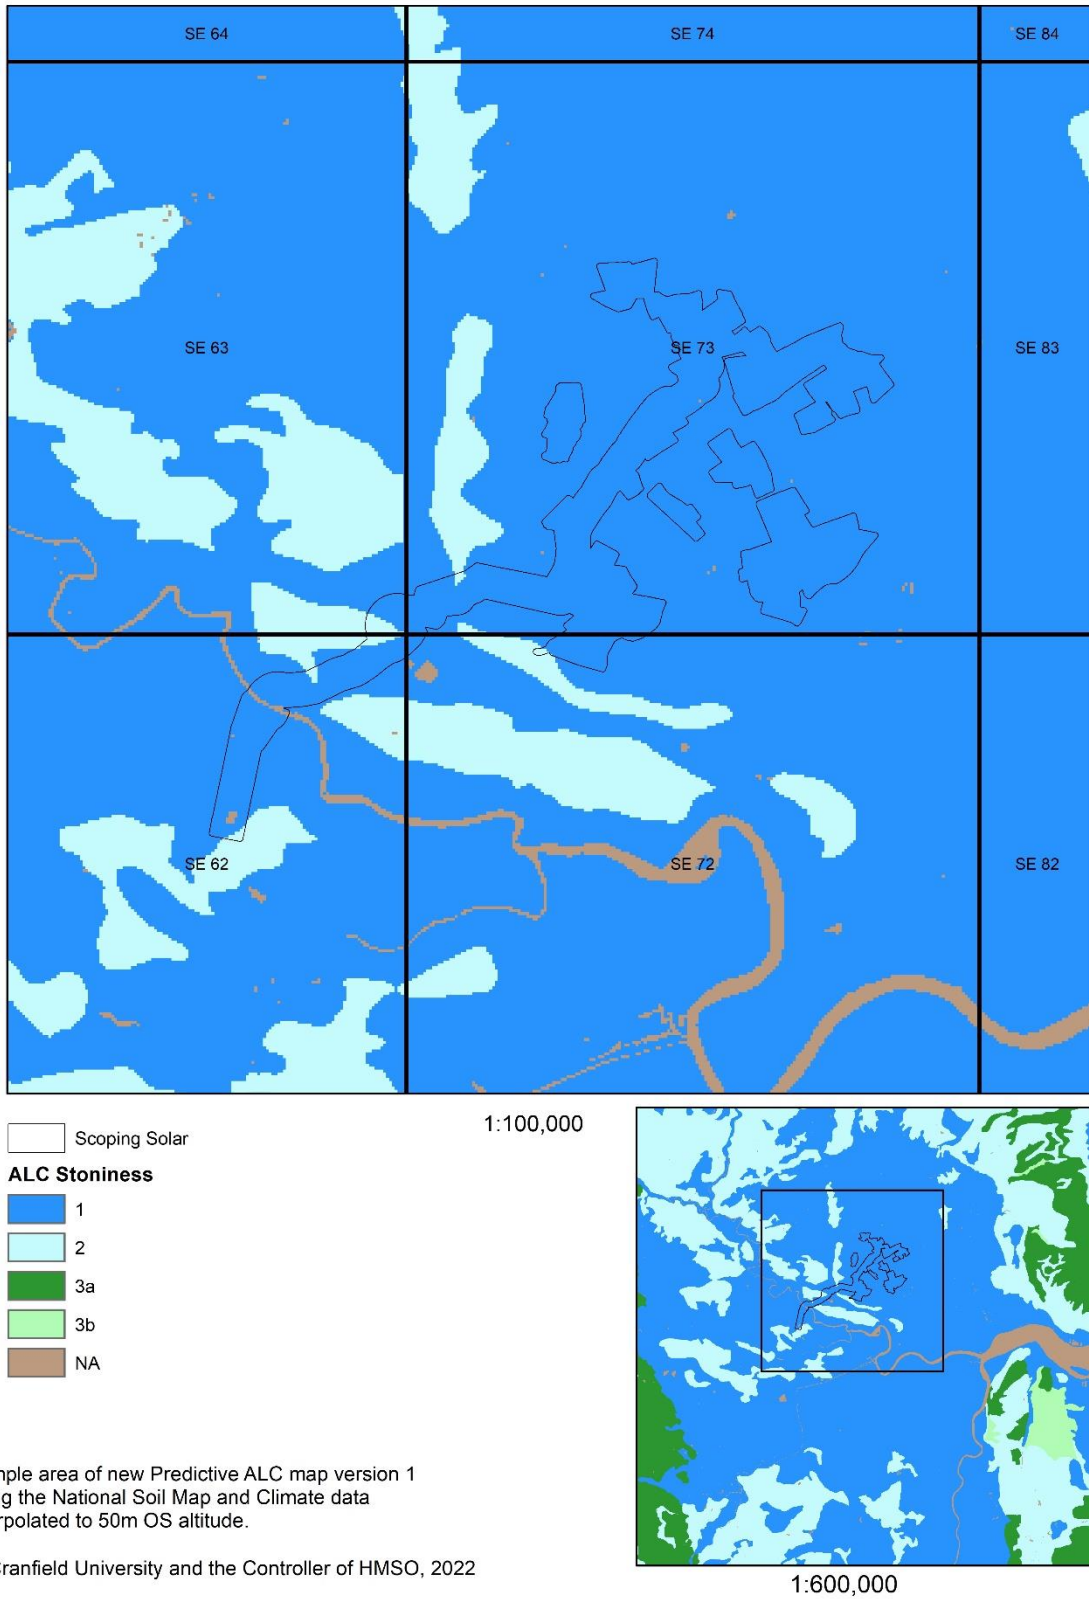 SE 64
SE 74
SE 84
SE 63
SE 73
SE 83
SE 62
SE 72
SE 82
1:100,000
Scoping Solar
ALC Stoniness
1
2
3a
3b
NA
mple area of new Predictive ALC map version 1
g the National Soil Map and Climate data
rpolated to 50m OS altitude.
Cranfield University and the Controller of HMSO, 2022
1:600,000